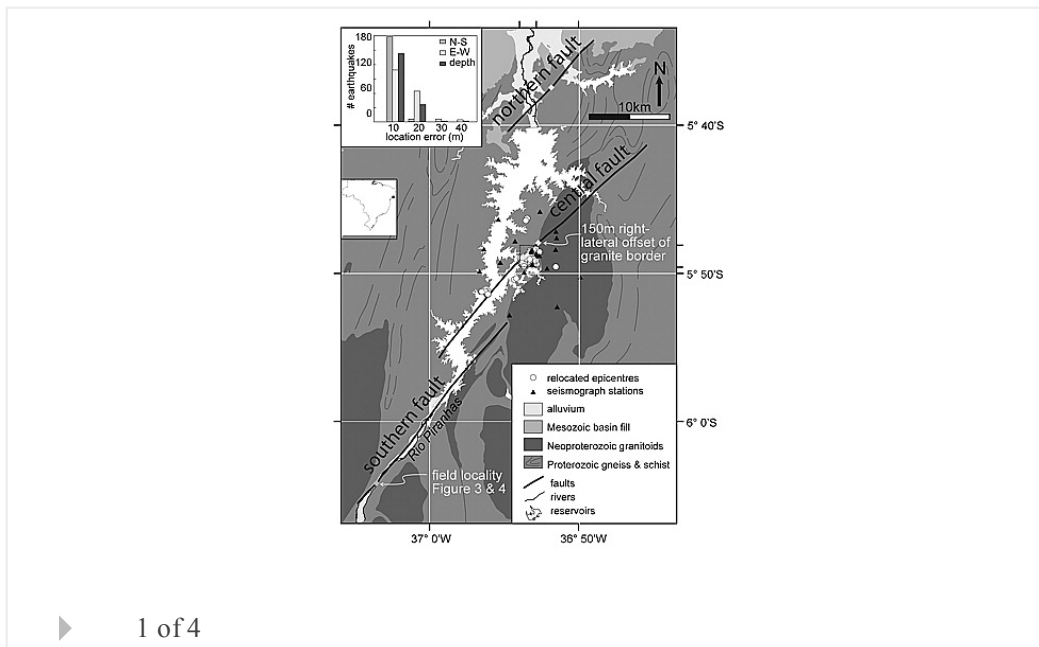 180
120
60
0
# earthquakes
N-S
E-W
depth
10 20 30 40
location error (m)
northern fault
N
10km
5° 40'S
central fault
150m right-
lateral offset of
granite border
5° 50'S
southern fault
Rio Piranhas
field locality
Figure 3 & 4
relocated epicentres
seismograph stations
alluvium
Mesozoic basin fill
Neoproterozoic granitoids
Proterozoic gneiss & schist
faults
rivers
reservoirs
6° 0'S
37° 0'W
36° 50'W
1 of 4